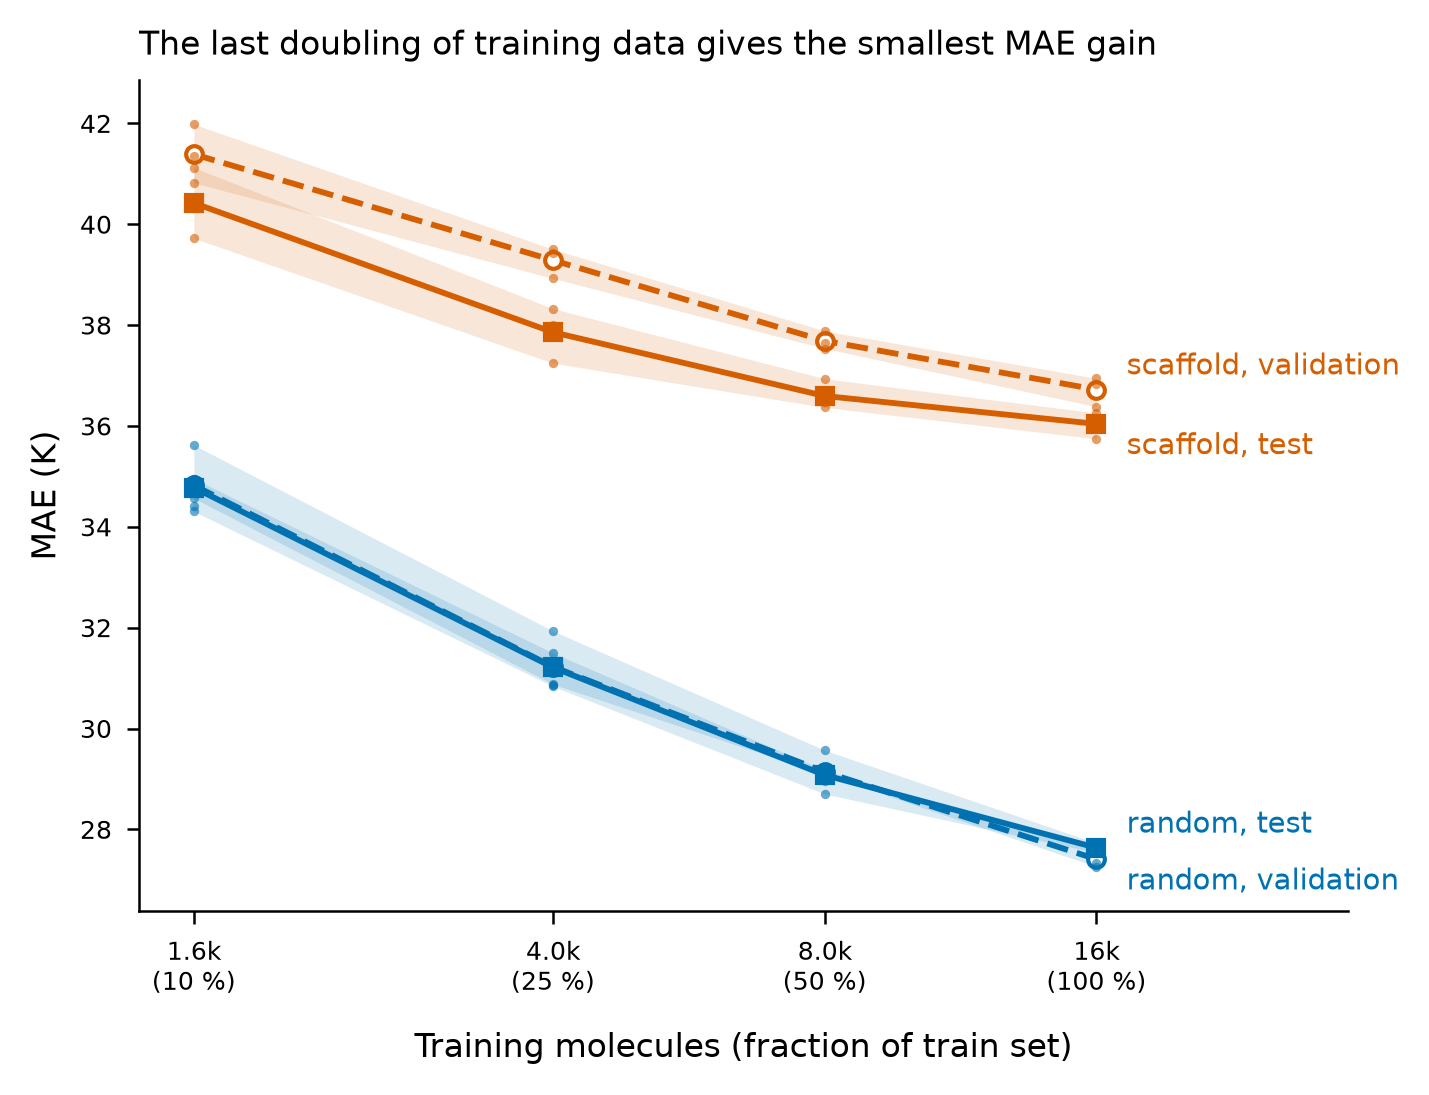 The last doubling of training data gives the smallest MAE gain
MAE (K)
42
40
38
36
34
32
30
28
scaffold, validation
scaffold, test
random, test
random, validation
1.6k
(10 %)
4.0k
(25 %)
8.0k
(50 %)
16k
(100 %)
Training molecules (fraction of train set)